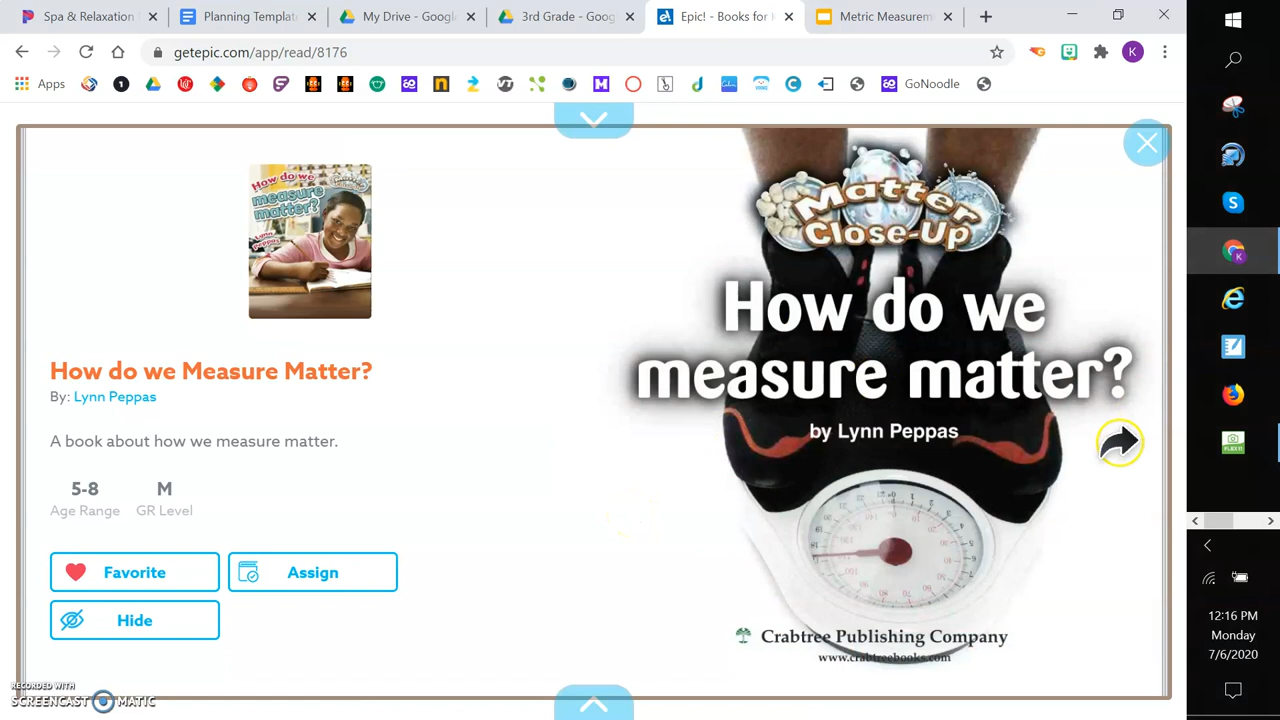 Spa & Relaxation
Planning Templat
My Drive - Google
3rd Grade - Goog
Epic! - Books for
Metric Measurem
getepic.com/app/read/8176
K
Apps
GoNoodle
How do we
measure
matter?
Lynn
Peppas
Matter
Close-Up
How do we
measure matter?
by Lynn Peppas
How do we Measure Matter?
By: Lynn Peppas
A book about how we measure matter.
5-8 M
Age Range GR Level
Favorite Assign
Hide
Crabtree Publishing Company
www.crabtreebooks.com
RECORDED WITH
SCREENCAST MATIC
12:16 PM
Monday
7/6/2020